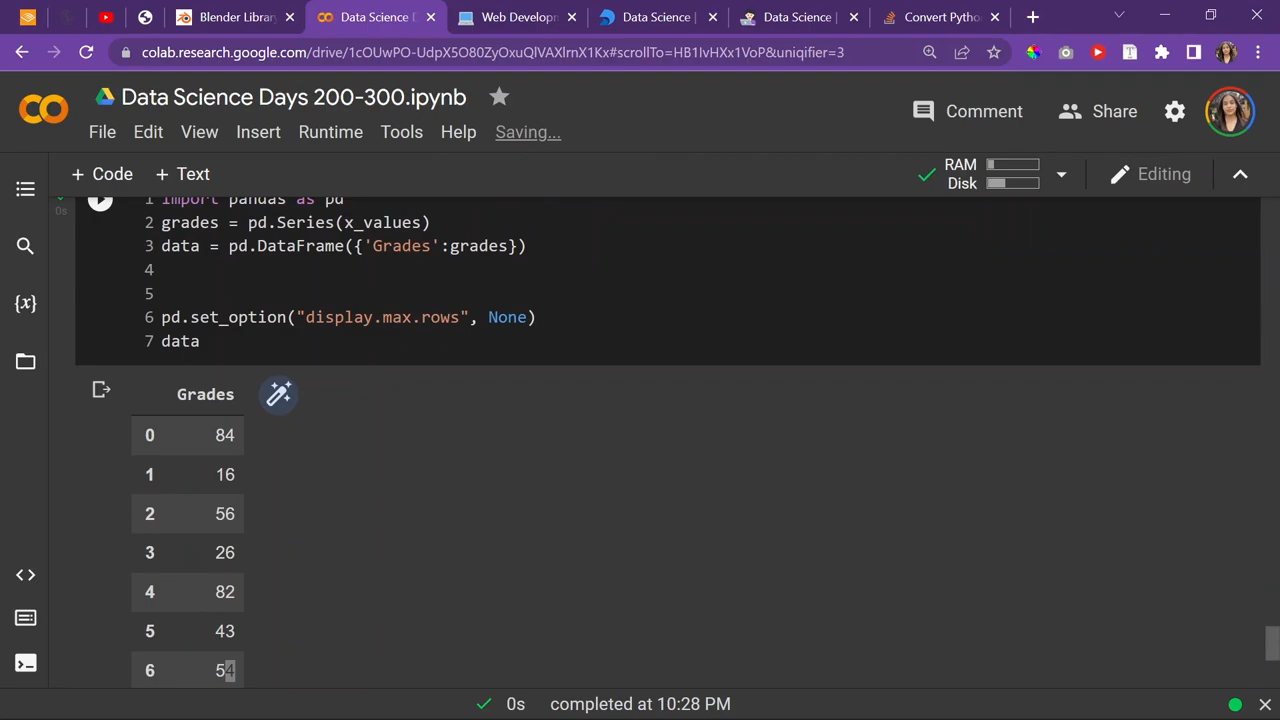 Blender Library
Data Science D
Web Developm
Data Science |
Data Science |
Convert Pytho
colab.research.google.com/drive/1cOUwPO-UdpX5O80ZyOxuQlVAXlrnX1Kx#scrollTo=HB1IvHXx1VoP&uniqifier=3
Data Science Days 200-300.ipynb
Comment
Share
File Edit View Insert Runtime Tools Help Saving...
+ Code + Text
RAM
Disk
Editing
0s
1 import pandas as pd
2 grades = pd.Series(x_values)
3 data = pd.DataFrame({'Grades':grades})
4
5
6 pd.set_option("display.max.rows", None)
7 data
{x}
Grades
0 84
1 16
2 56
3 26
4 82
5 43
6 54
0s completed at 10:28 PM